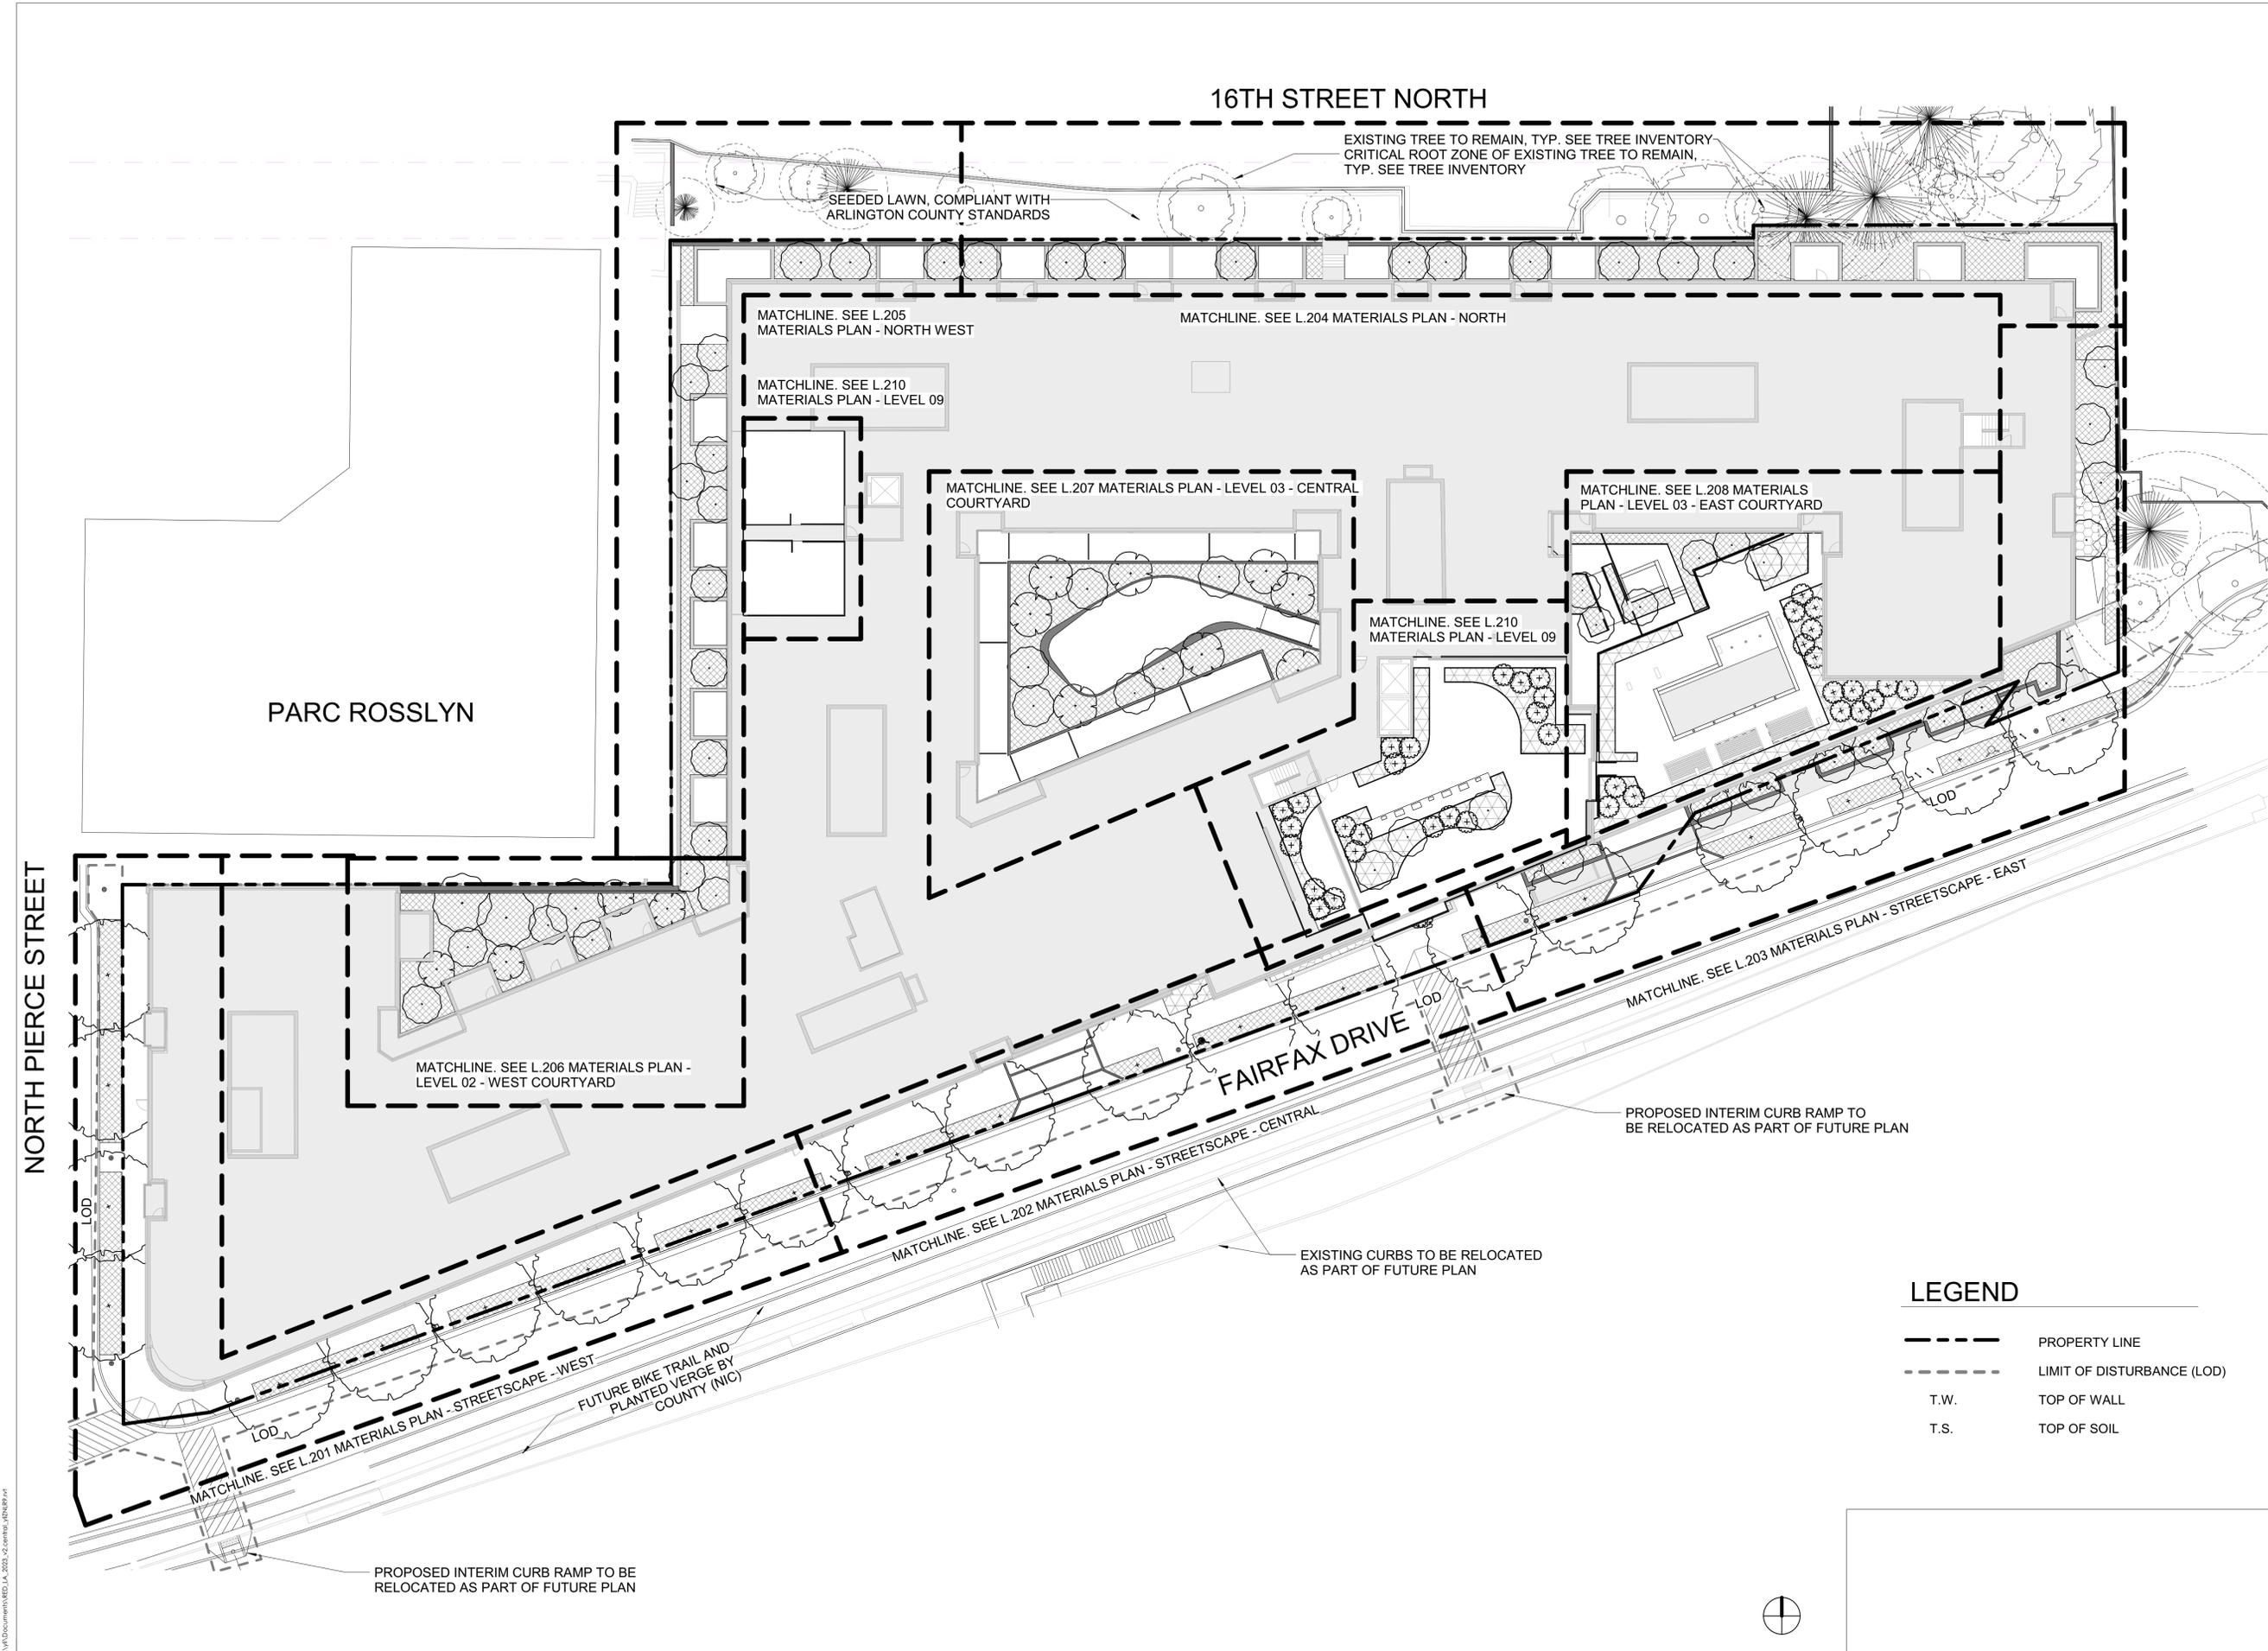 16TH STREET NORTH
EXISTING TREE TO REMAIN, TYP. SEE TREE INVENTORY
CRITICAL ROOT ZONE OF EXISTING TREE TO REMAIN,
TYP. SEE TREE INVENTORY
SEEDED LAWN, COMPLIANT WITH
ARLINGTON COUNTY STANDARDS
MATCHLINE. SEE L.205
MATERIALS PLAN - NORTH WEST
MATCHLINE. SEE L.204 MATERIALS PLAN - NORTH
MATCHLINE. SEE L.210
MATERIALS PLAN - LEVEL 09
MATCHLINE. SEE L.207 MATERIALS PLAN - LEVEL 03 - CENTRAL
COURTYARD
MATCHLINE. SEE L.208 MATERIALS
PLAN - LEVEL 03 - EAST COURTYARD
MATCHLINE. SEE L.210
MATERIALS PLAN - LEVEL 09
PARC ROSSLYN
NORTH PIERCE STREET
LOD
MATCHLINE. SEE L.206 MATERIALS PLAN -
LEVEL 02 - WEST COURTYARD
LOD
LOD
FAIRFAX DRIVE
MATCHLINE. SEE L.203 MATERIALS PLAN - STREETSCAPE - EAST
MATCHLINE. SEE L.202 MATERIALS PLAN - STREETSCAPE - CENTRAL
PROPOSED INTERIM CURB RAMP TO
BE RELOCATED AS PART OF FUTURE PLAN
EXISTING CURBS TO BE RELOCATED
AS PART OF FUTURE PLAN
LOD
MATCHLINE. SEE L.201 MATERIALS PLAN - STREETSCAPE - WEST
FUTURE BIKE TRAIL AND
PLANTED VERGE BY
COUNTY (NIC)
PROPOSED INTERIM CURB RAMP TO BE
RELOCATED AS PART OF FUTURE PLAN
LEGEND
PROPERTY LINE
LIMIT OF DISTURBANCE (LOD)
T.W. TOP OF WALL
T.S. TOP OF SOIL